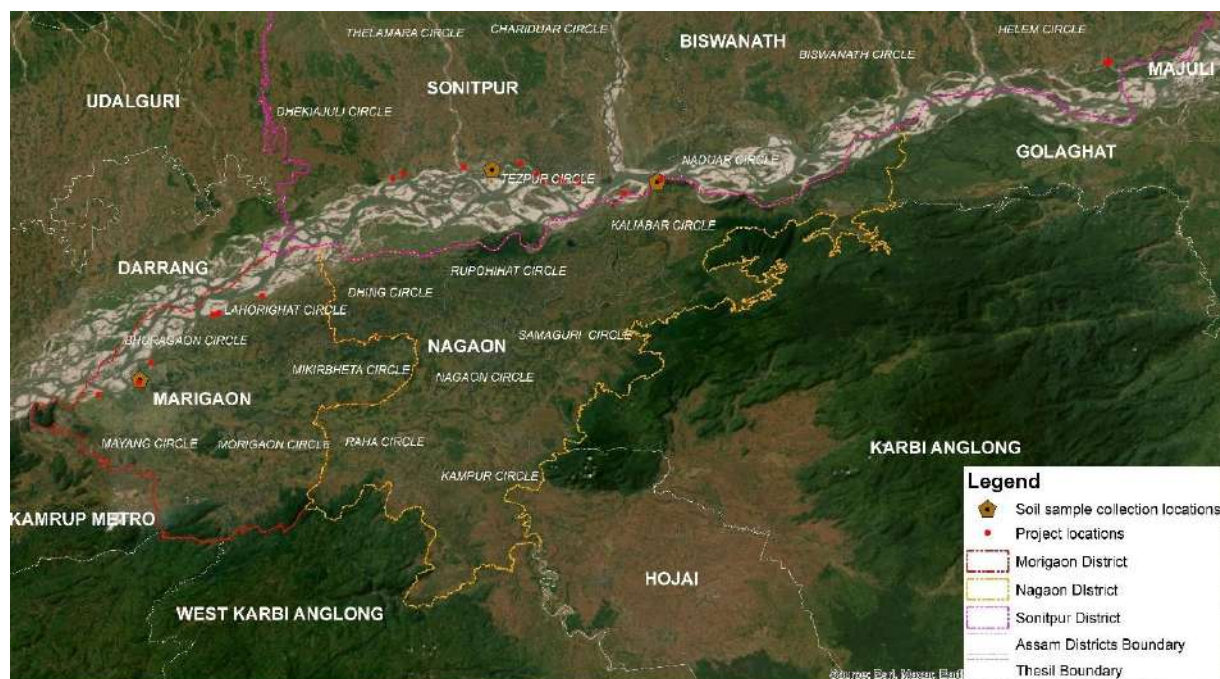 THELAMARA CIRCLE
CHARIDUAR CIRCLE
BISWANATH
BISWANATH CIRCLE
HELEM CIRCLE
MAJULI
UDALGURI
SONITPUR
DHEKIAJULI CIRCLE
NADUAR CIRCLE
GOLAGHAT
TEZPUR CIRCLE
KALIABAR CIRCLE
DARRANG
RUPOHIHAT CIRCLE
DHING CIRCLE
LAHORIGHAT CIRCLE
BHURAGAON CIRCLE
NAGAON
SAMAGURI CIRCLE
MIKIRBHETA CIRCLE
NAGAON CIRCLE
MARIGAON
MAYANG CIRCLE
MORIGAON CIRCLE
RAHA CIRCLE
KARBI ANGLONG
KAMPUR CIRCLE
KAMRUP METRO
HOJAI
WEST KARBI ANGLONG
Legend
Soil sample collection locations
Project locations
Morigaon District
Nagaon District
Sonitpur District
Assam Districts Boundary
Thesil Boundary
Source: Esri, Maxar,